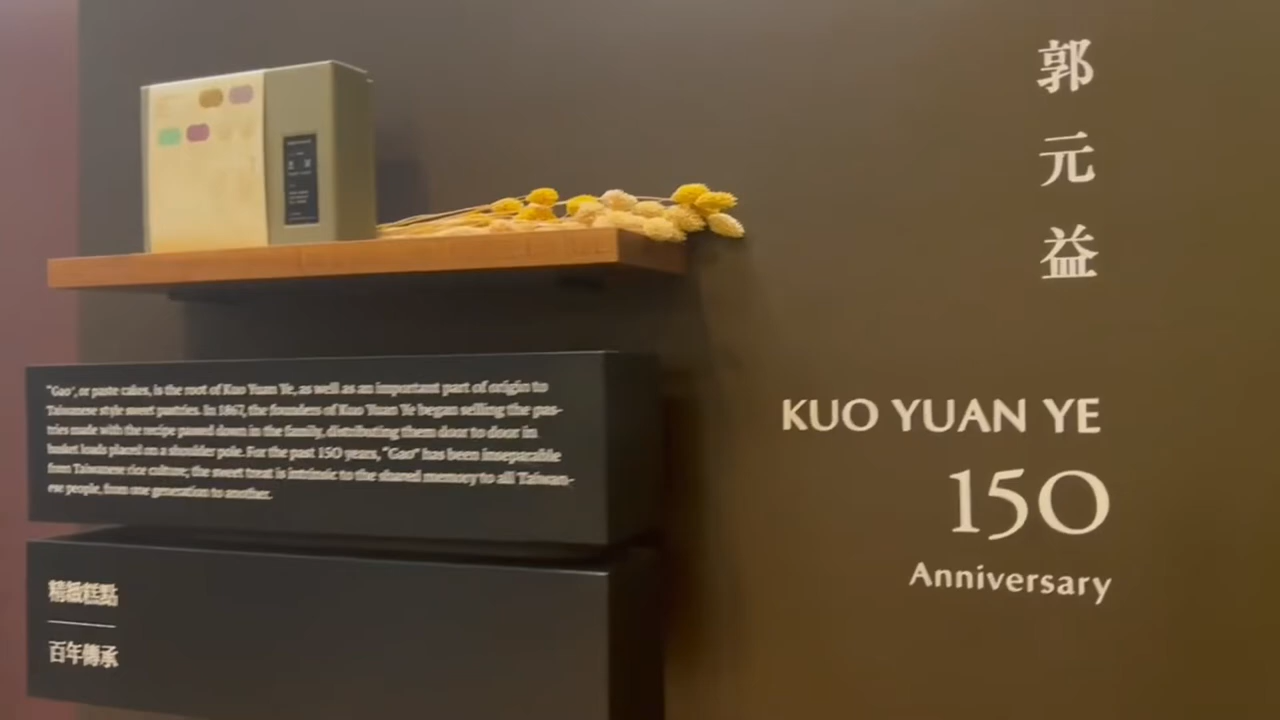 "Gao", or paste cakes, is the root of Kuo Yuan Ye, as well as an important part of origin to
Taiwanese style sweet pastries. In 1867, the founders of Kuo Yuan Ye began selling the pas-
tries made with the recipe passed down in the family, distributing them door to door in
basket loads placed on a shoulder pole. For the past 150 years, "Gao" has been inseparable
from Taiwanese rice culture; the sweet treat is intrinsic to the shared memory to all Taiwan-
ese people, from one generation to another.
精緻糕點
百年傳承
郭元益
KUO YUAN YE
150
Anniversary